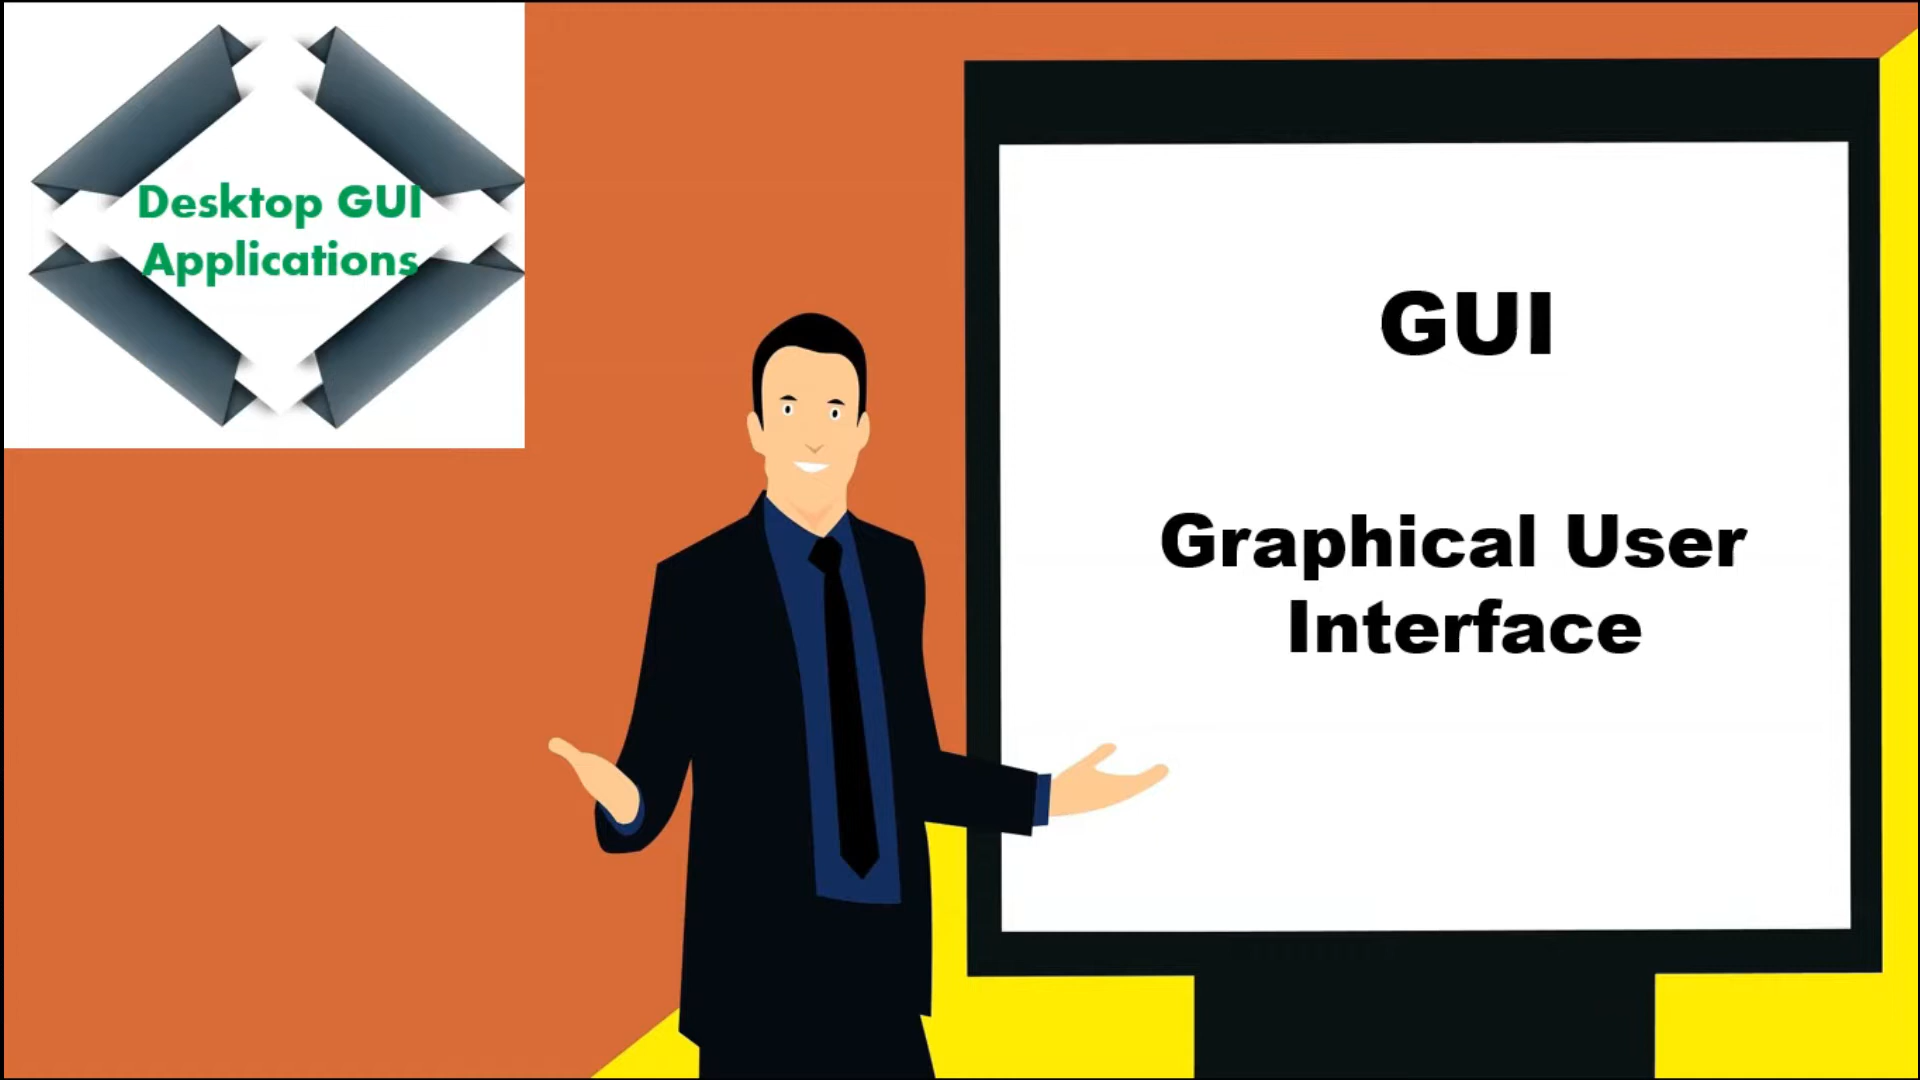 Desktop GUI
Applications
GUI
Graphical User
Interface